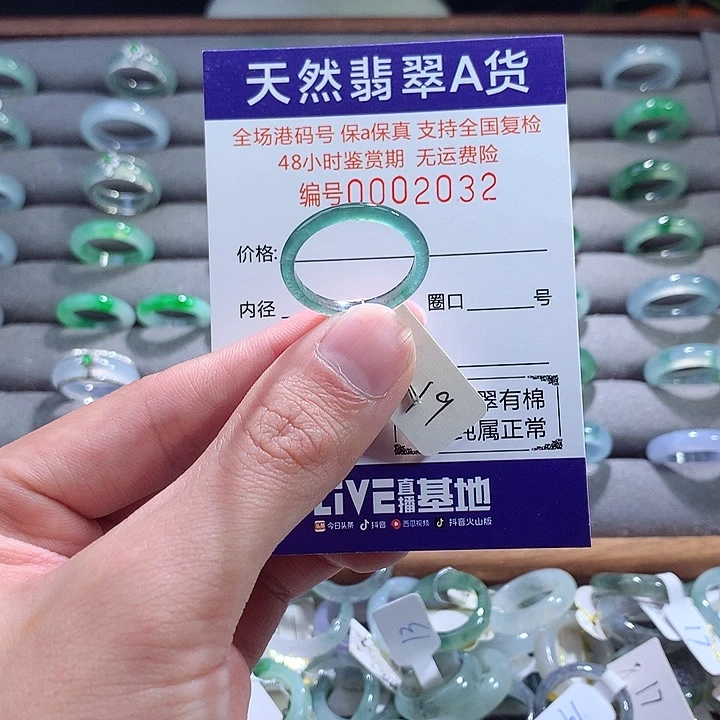 天然翡翠A货
全场港码号 保a保真 支持全国复检
48小时鉴赏期 无运费险
编号0002032
价格:
内径
圈口 号
19
翠有棉
纯属正常
LIVE直播基地
今日头条 抖音 西瓜视频 抖音火山版
13
17
17